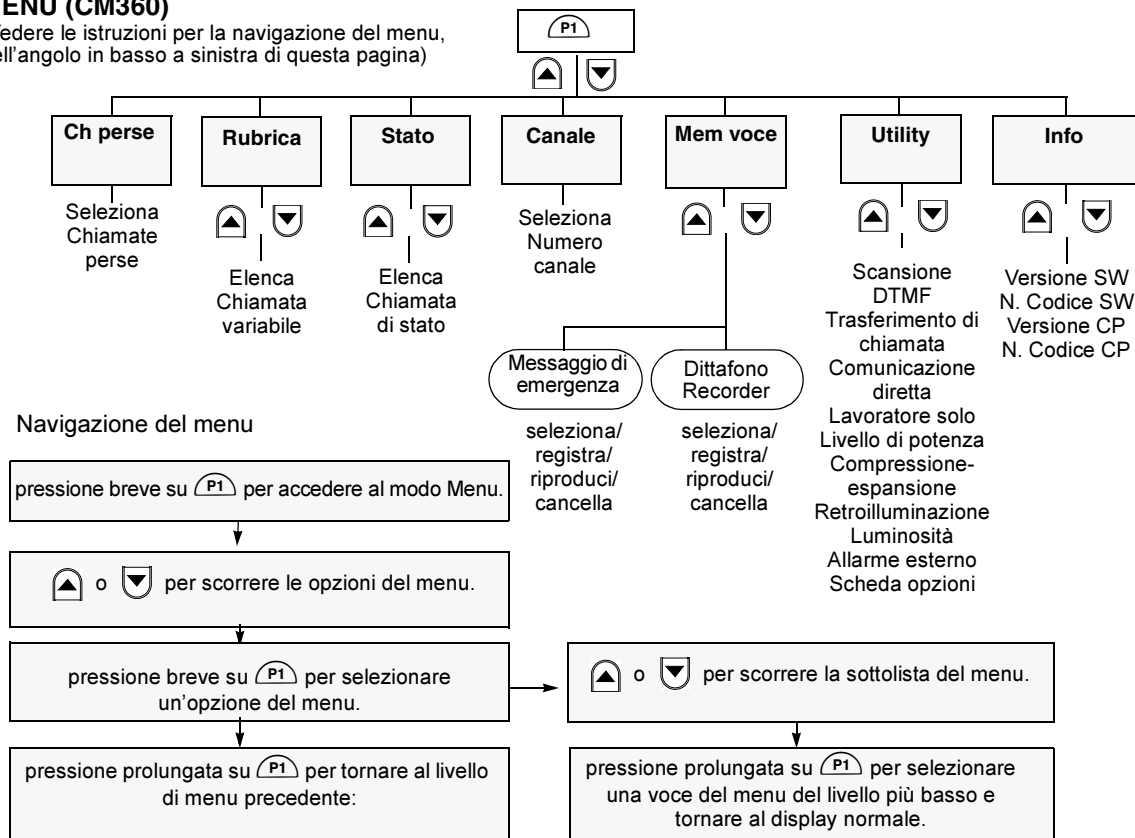 MENU (CM360)
Vedere le istruzioni per la navigazione del menu,
nell'angolo in basso a sinistra di questa pagina)
P1
Ch perse
Rubrica
Stato
Canale
Mem voce
Utility
Info
Seleziona
Chiamate
perse
Elenca
Chiamata
variabile
Elenca
Chiamata
di stato
Seleziona
Numero
canale
Messaggio di
emergenza
seleziona/
registra/
riproduci/
cancella
Dittafono
Recorder
seleziona/
registra/
riproduci/
cancella
Scansione
DTMF
Trasferimento di
chiamata
Comunicazione
diretta
Lavoratore solo
Livello di potenza
Compressione-
espansione
Retroilluminazione
Luminosità
Allarme esterno
Scheda opzioni
Versione SW
N. Codice SW
Versione CP
N. Codice CP
Navigazione del menu
pressione breve su P1 per accedere al modo Menu.
o per scorrere le opzioni del menu.
pressione breve su P1 per selezionare
un'opzione del menu.
pressione prolungata su P1 per tornare al livello
di menu precedente:
o per scorrere la sottolista del menu.
pressione prolungata su P1 per selezionare
una voce del menu del livello più basso e
tornare al display normale.